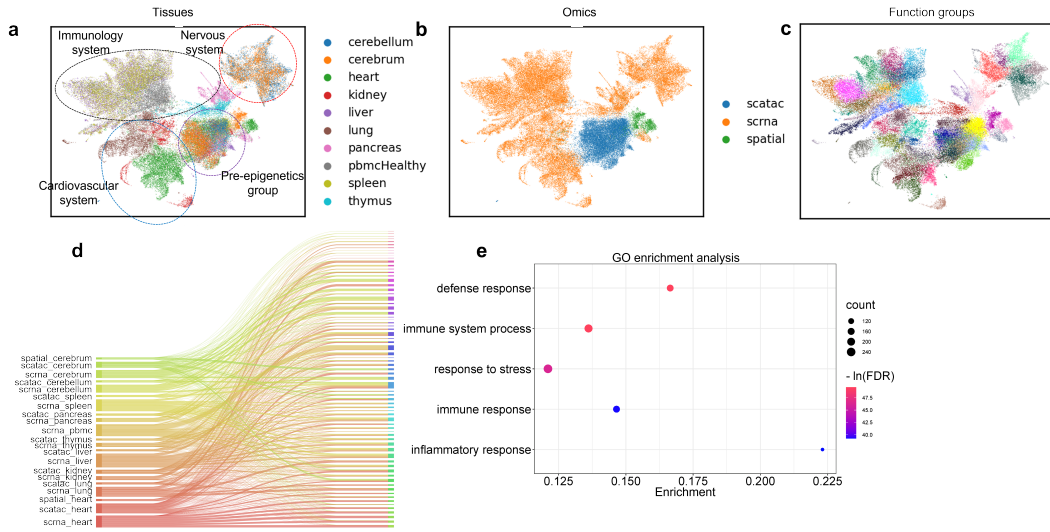 Tissues
Omics
Function groups
a
b
c
Immunology
system
Nervous
system
Cardiovascular
system
Pre-epigenetics
group
cerebellum
cerebrum
heart
kidney
liver
lung
pancreas
pbmcHealthy
spleen
thymus
scatac
scrna
spatial
d
spatial_cerebrum
scatac_cerebrum
scrna_cerebrum
scatac_cerebellum
scrna_cerebellum
scatac_spleen
scrna_spleen
scatac_pancreas
scrna_pancreas
scrna_pbmc
scatac_thymus
scrna_thymus
scatac_liver
scrna_liver
scatac_kidney
scrna_kidney
scatac_lung
scrna_lung
spatial_heart
scatac_heart
scrna_heart
e
GO enrichment analysis
defense response
immune system process
response to stress
immune response
inflammatory response
0.125
0.150
0.175
0.200
0.225
Enrichment
count
120
160
200
240
- ln(FDR)
47.5
45.0
42.5
40.0